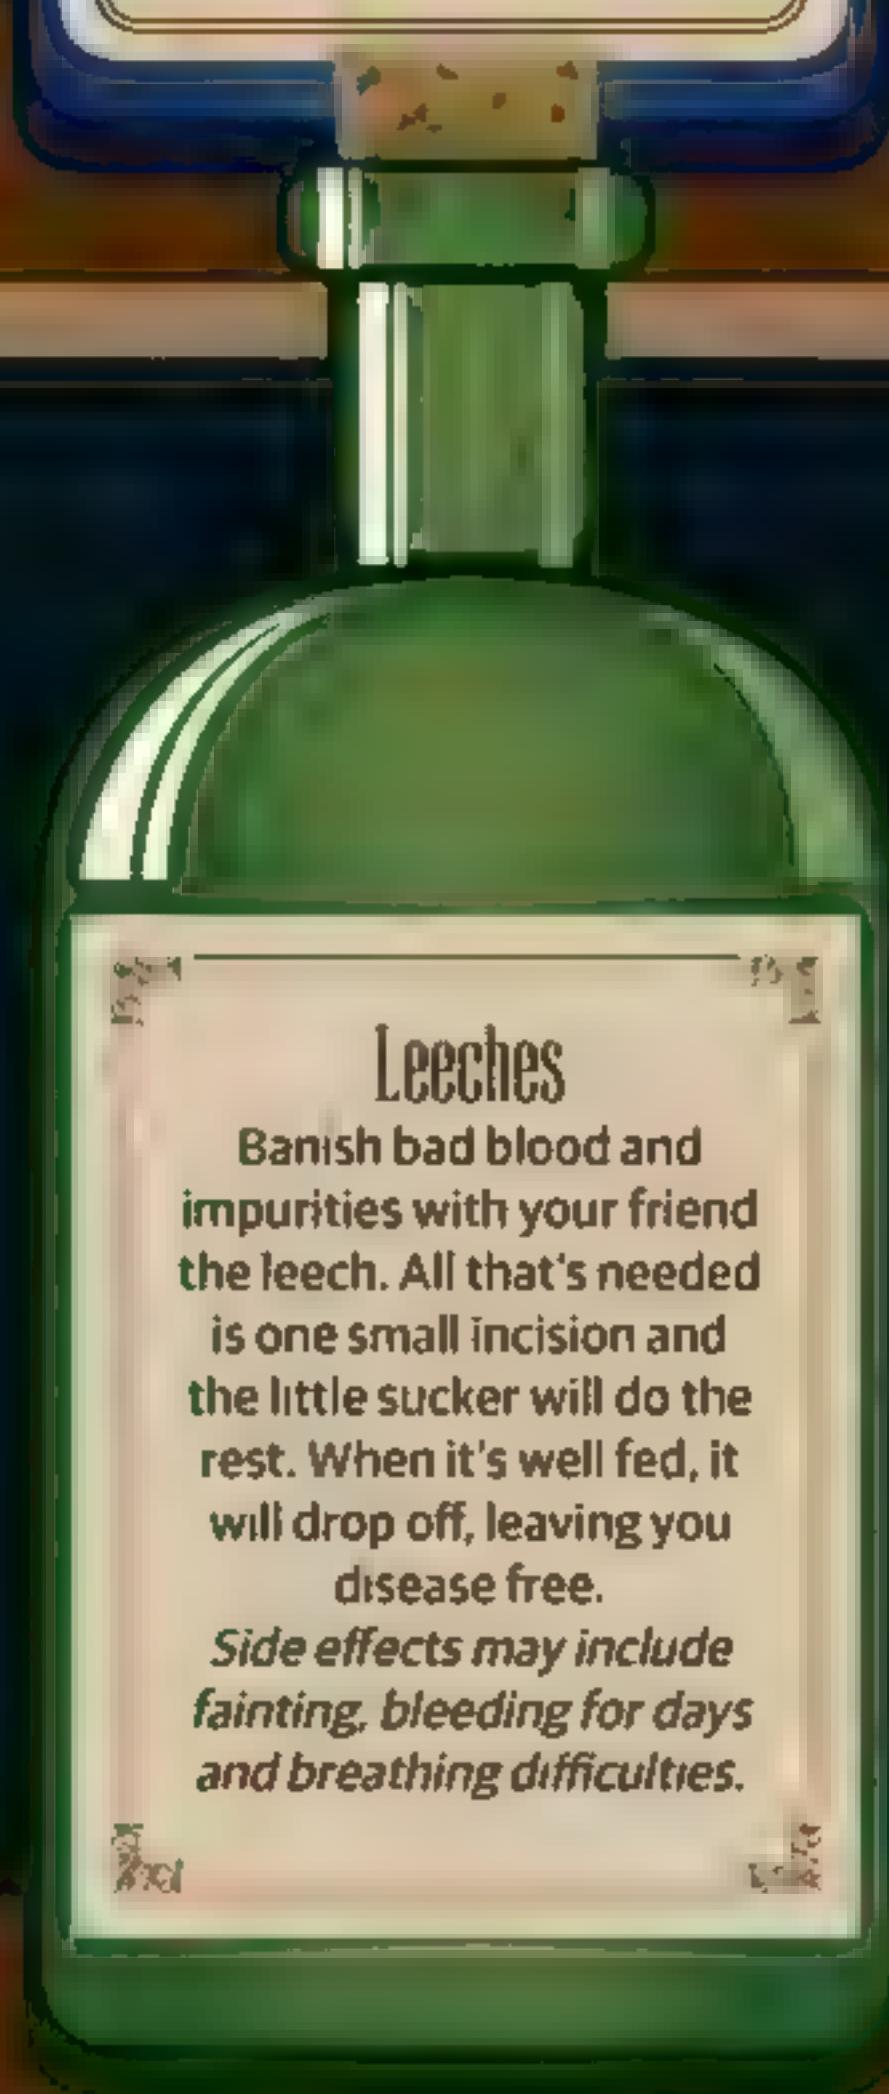 Leeches
Banish bad blood and
impurities with your friend
the leech. All that's needed
is one small incision and
the little sucker will do the
rest. When it's well fed, it
will drop off, leaving you
disease free.
Side effects may include
fainting, bleeding for days
and breathing difficulties.